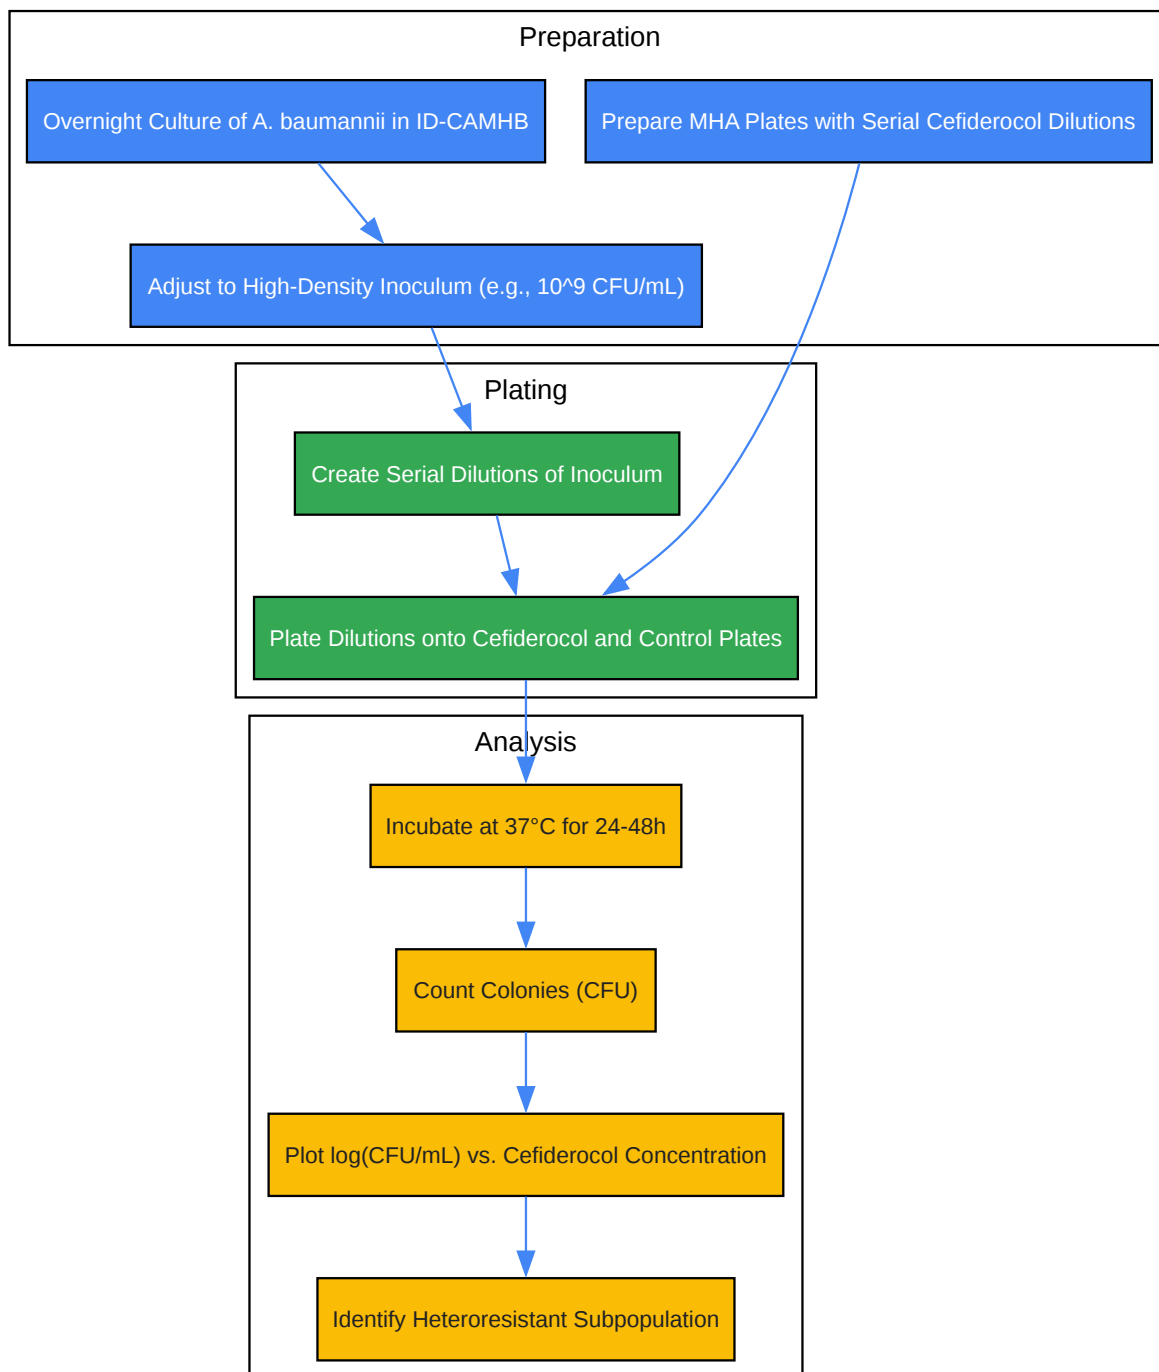 Preparation
Overnight Culture of A. baumannii in ID-CAMHB
Prepare MHA Plates with Serial Cefiderocol Dilutions
Adjust to High-Density Inoculum (e.g., 10^9 CFU/mL)
Plating
Create Serial Dilutions of Inoculum
Plate Dilutions onto Cefiderocol and Control Plates
Analysis
Incubate at 37°C for 24-48h
Count Colonies (CFU)
Plot log(CFU/mL) vs. Cefiderocol Concentration
Identify Heteroresistant Subpopulation